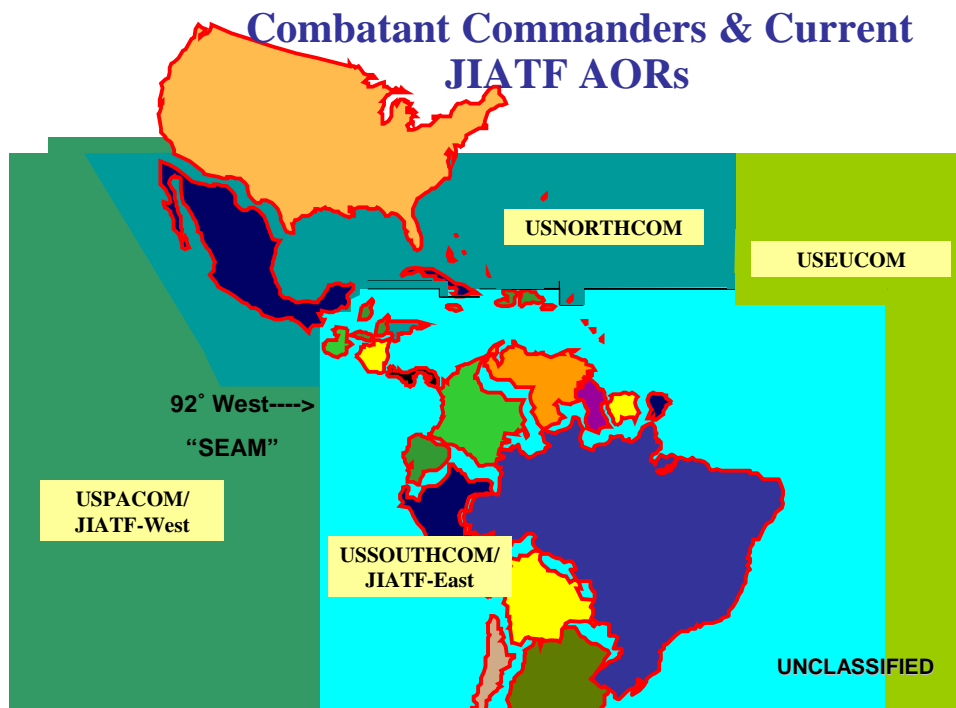 Combatant Commanders & Current
JIATF AORs
USNORTHCOM
USEUCOM
92˚ West---->
“SEAM”
USPACOM/
JIATF-West
USSOUTHCOM/
JIATF-East
UNCLASSIFIED